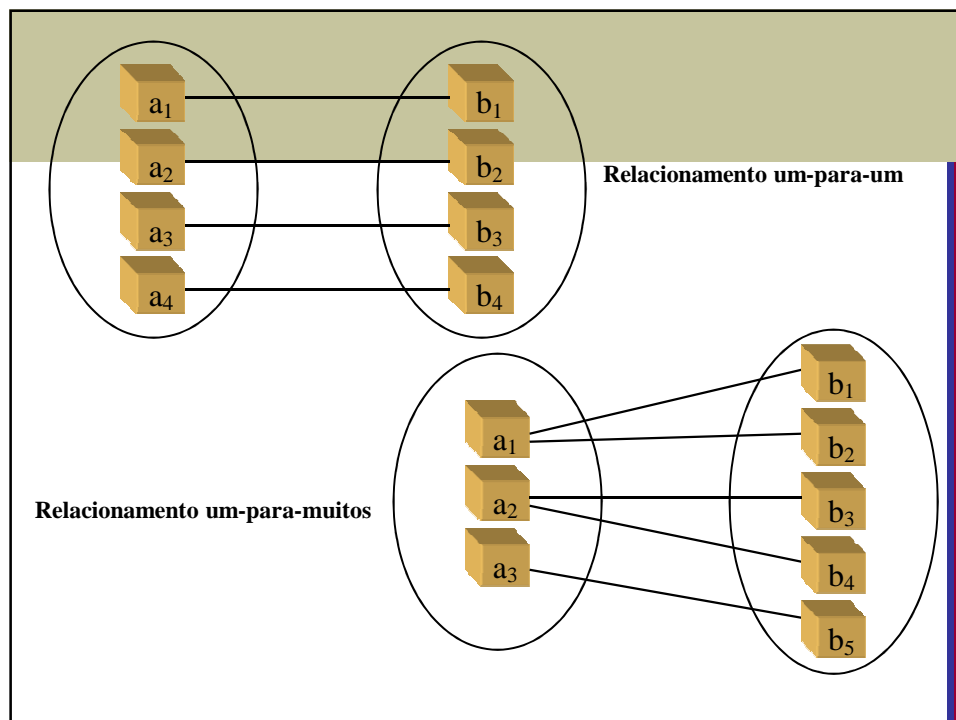 a₁ b₁
a₂ b₂
Relacionamento um-para-um
a₃ b₃
a₄ b₄
b₁
a₁ b₂
a₂ b₃
Relacionamento um-para-muitos
a₃ b₄
b₅